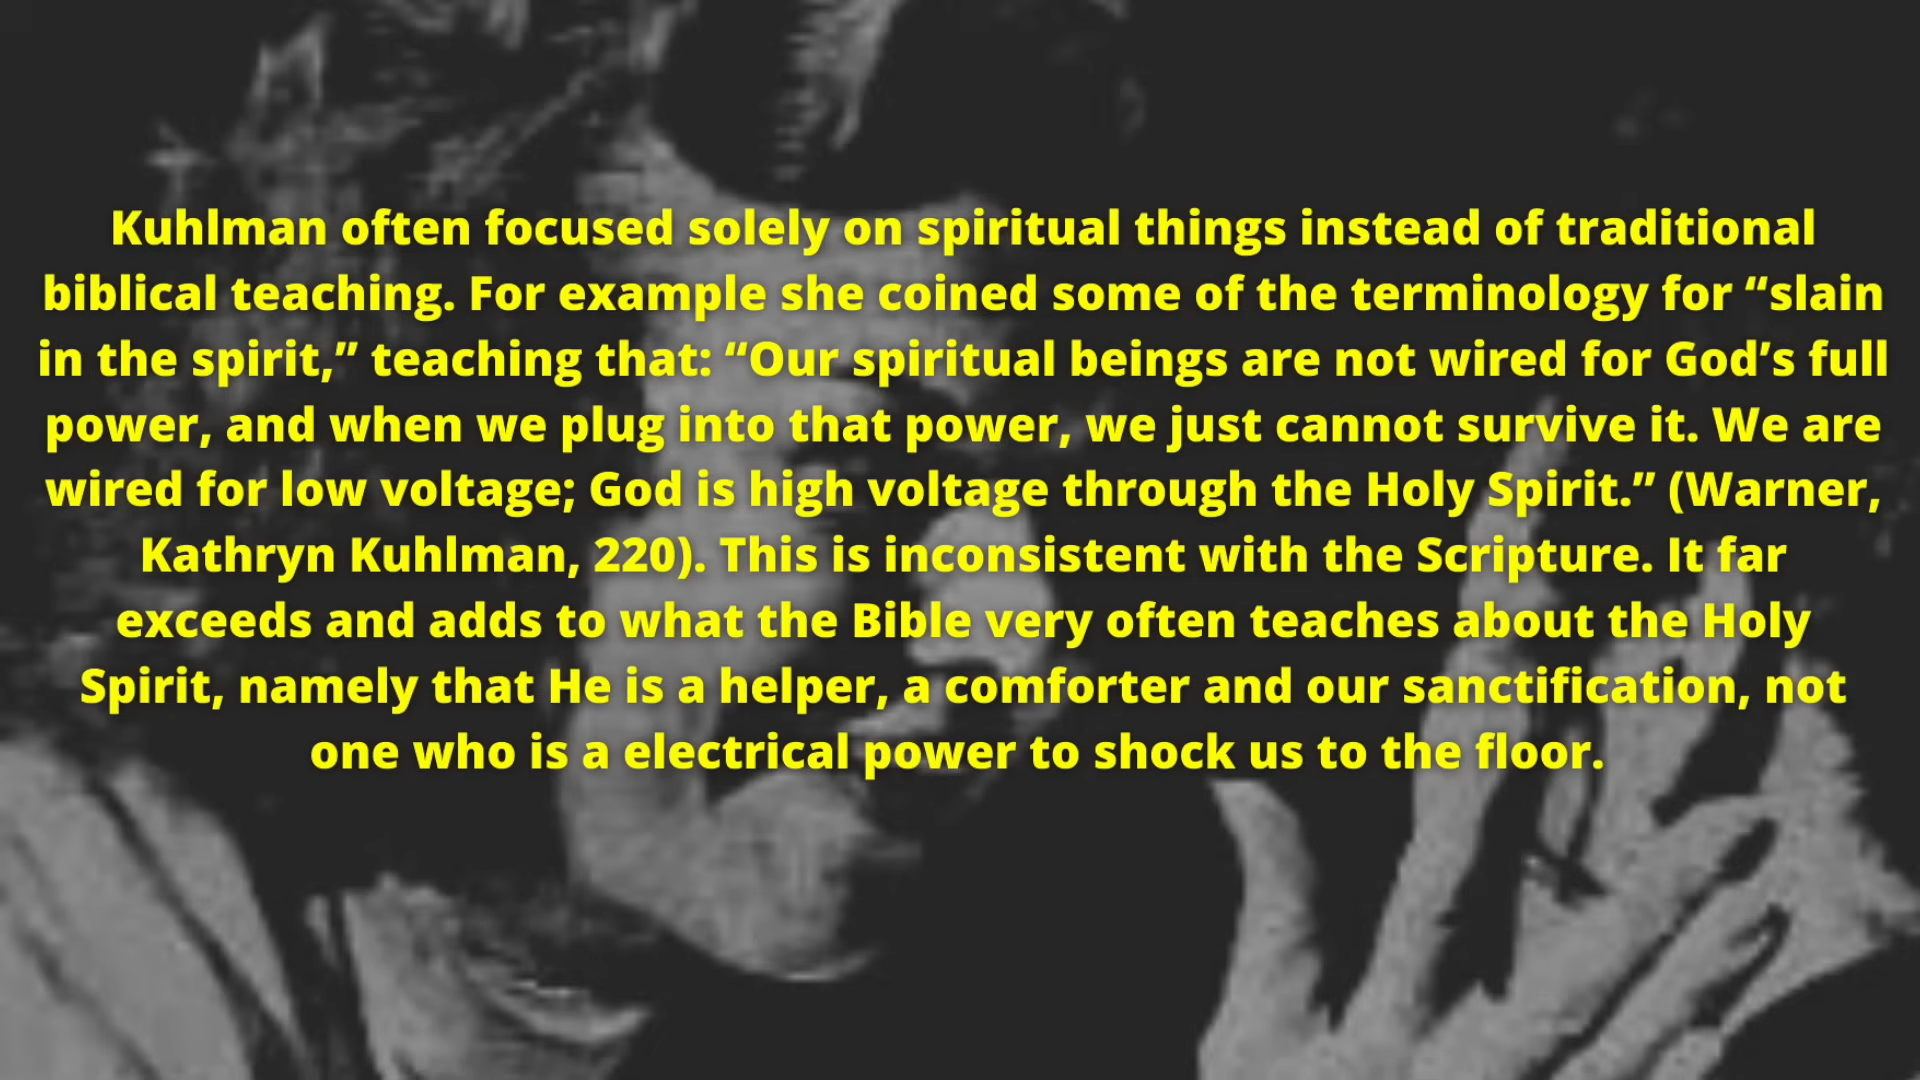 Kuhlman often focused solely on spiritual things instead of traditional
biblical teaching. For example she coined some of the terminology for “slain
in the spirit,” teaching that: “Our spiritual beings are not wired for God’s full
power, and when we plug into that power, we just cannot survive it. We are
wired for low voltage; God is high voltage through the Holy Spirit.” (Warner,
Kathryn Kuhlman, 220). This is inconsistent with the Scripture. It far
exceeds and adds to what the Bible very often teaches about the Holy
Spirit, namely that He is a helper, a comforter and our sanctification, not
one who is a electrical power to shock us to the floor.